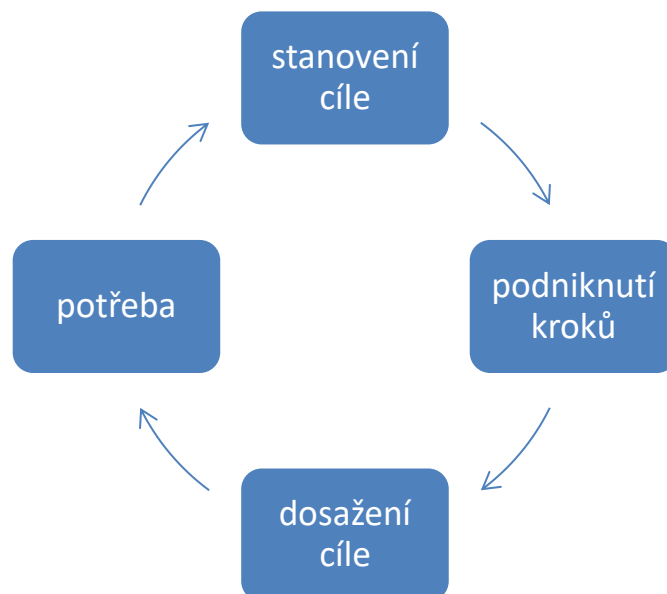 stanovení
cíle
potřeba
podniknutí
kroků
dosažení
cíle